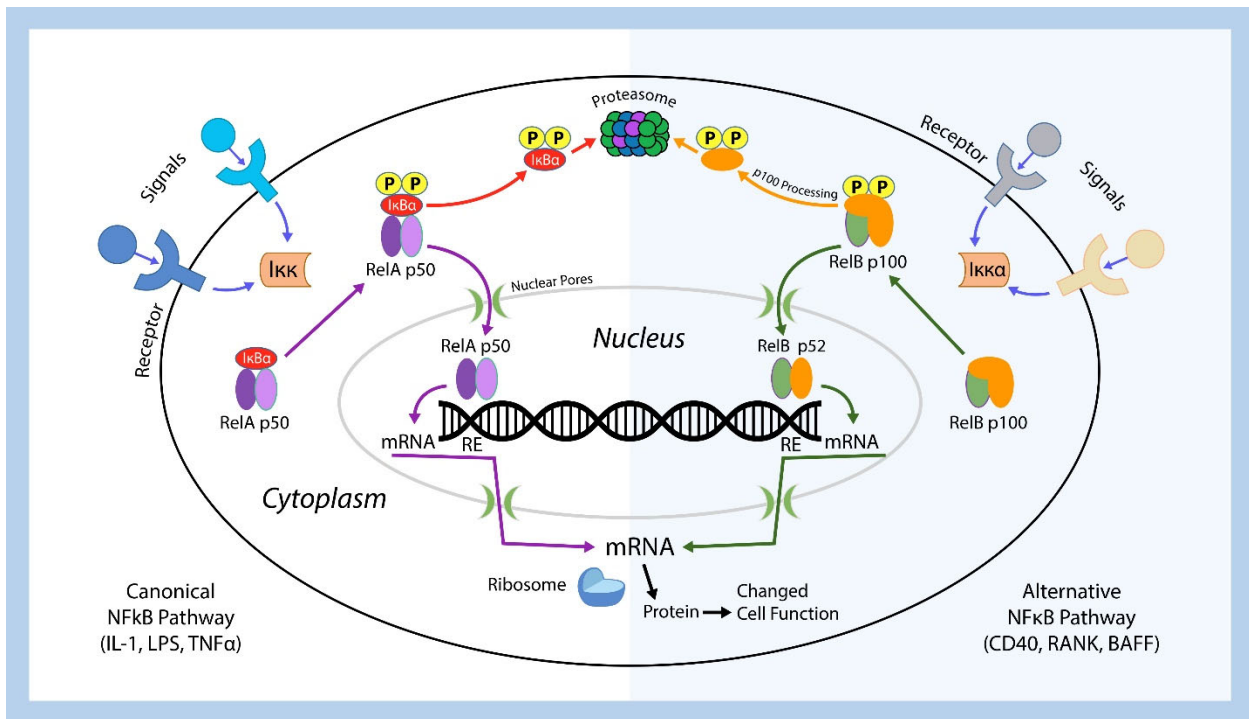 Proteasome
P P
P P
IκBα
Receptor
Signals
Signals
p100 Processing
P P
P P
IκBα
RelA p50
RelB p100
Iκκ
Iκκα
Nuclear Pores
Receptor
Nucleus
RelA p50
RelB p52
IκBα
RelA p50
RelB p100
mRNA
RE
RE
mRNA
Cytoplasm
mRNA
Ribosome
Protein
Changed
Cell Function
Canonical
NFkB Pathway
(IL-1, LPS, TNFα)
Alternative
NFκB Pathway
(CD40, RANK, BAFF)